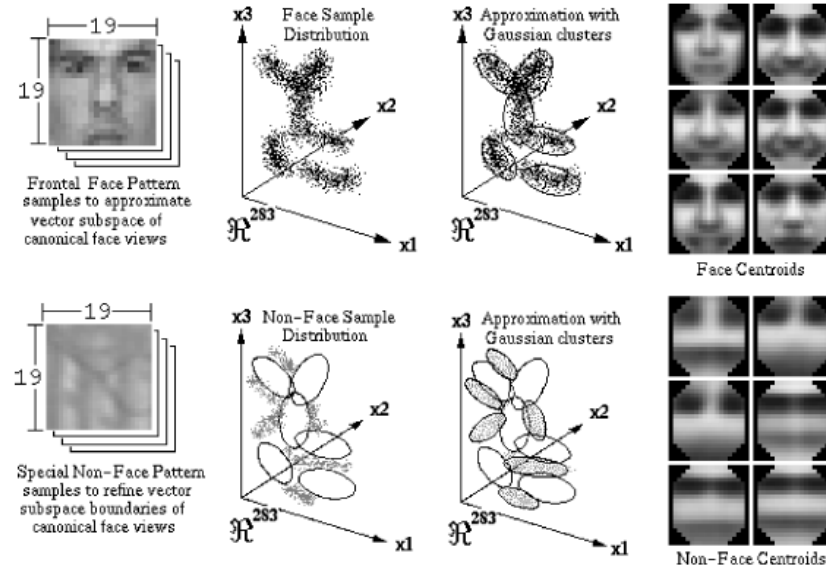 19
19
Frontal Face Pattern
samples to approximate
vector subspace of
canonical face views
x3
Face Sample
Distribution
x2
x1
ℜ²⁸³
x3
Approximation with
Gaussian clusters
x2
x1
ℜ²⁸³
Face Centroids
19
19
Special Non-Face Pattern
samples to refine vector
subspace boundaries of
canonical face views
x3
Non-Face Sample
Distribution
x2
x1
ℜ²⁸³
x3
Approximation with
Gaussian clusters
x2
x1
ℜ²⁸³
Non-Face Centroids